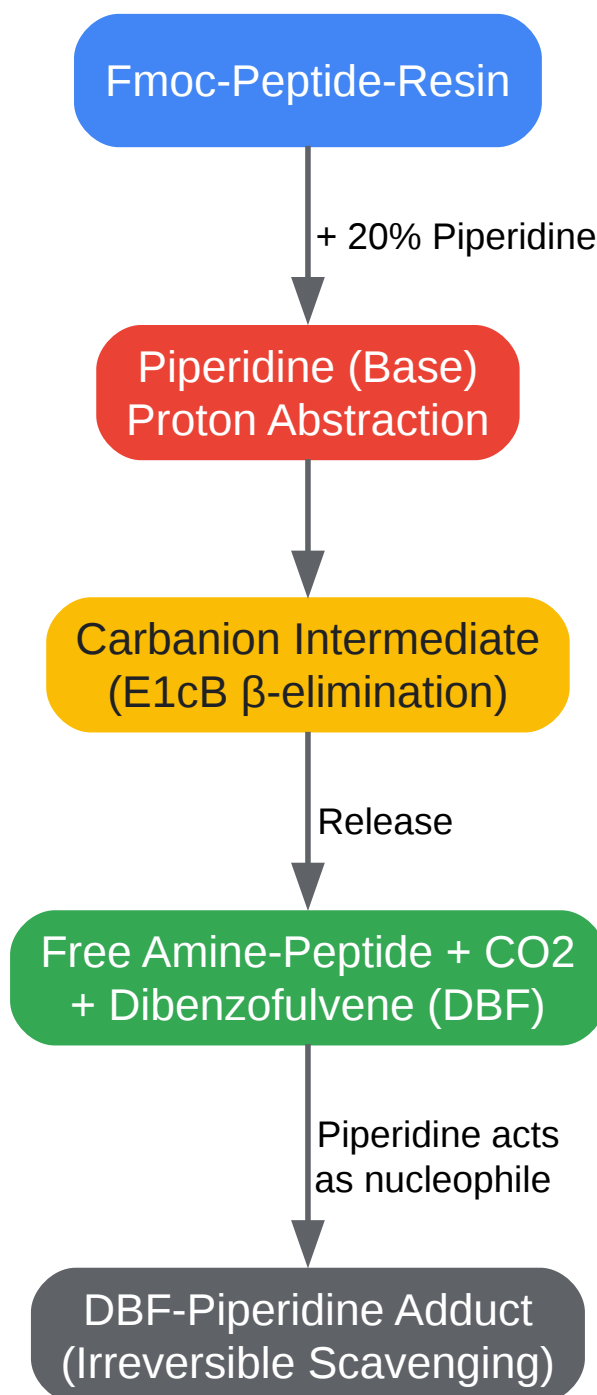 Fmoc-Peptide-Resin
+ 20% Piperidine
Piperidine (Base)
Proton Abstraction
Carbanion Intermediate
(E1cB β-elimination)
Release
Free Amine-Peptide + CO2
+ Dibenzofulvene (DBF)
Piperidine acts
as nucleophile
DBF-Piperidine Adduct
(Irreversible Scavenging)